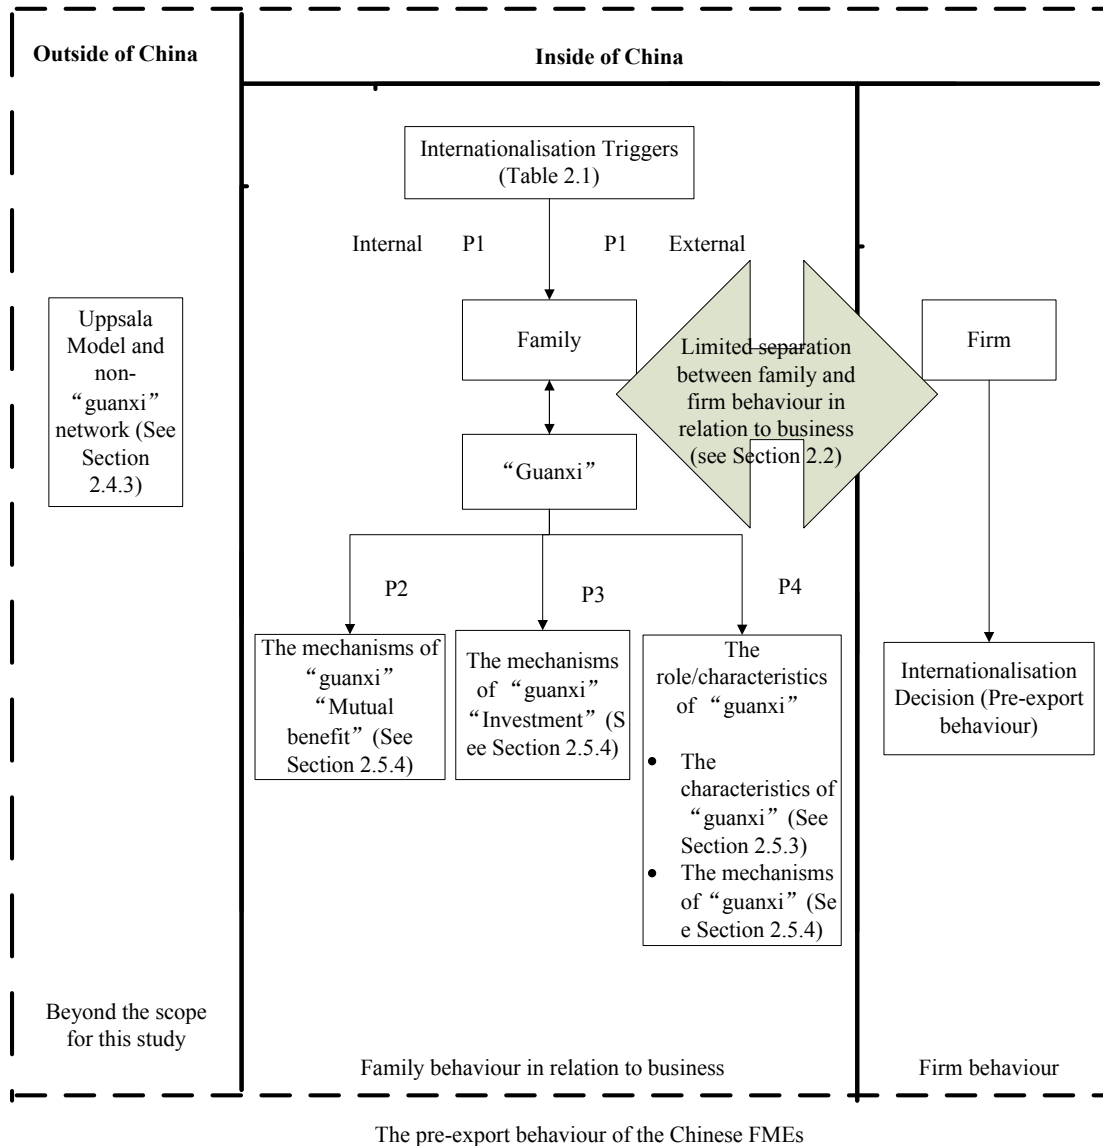 Outside of China
Inside of China
Internationalisation Triggers
(Table 2.1)
Internal P1 P1 External
Uppsala
Model and
non-
“guanxi”
network (See
Section
2.4.3)
Family
Limited separation
between family and
firm behaviour in
relation to business
(see Section 2.2)
Firm
“Guanxi”
P2
P3
P4
The mechanisms of
“guanxi”
“Mutual
benefit” (See
Section 2.5.4)
The mechanisms
of “guanxi”
“Investment” (S
ee Section 2.5.4)
The
role/characteristics
of “guanxi”
• The
characteristics of
“guanxi” (See
Section 2.5.3)
• The mechanisms
of “guanxi” (Se
e Section 2.5.4)
Internationalisation
Decision (Pre-export
behaviour)
Beyond the scope
for this study
Family behaviour in relation to business
Firm behaviour
The pre-export behaviour of the Chinese FMEs